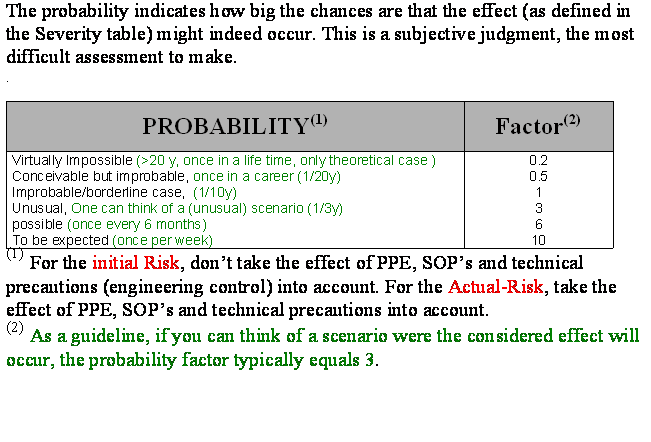 The probability indicates how big the chances are that the effect (as defined in
the Severity table) might indeed occur. This is a subjective judgment, the most
difficult assessment to make.
.
PROBABILITY(1) Factor(2)
Virtually Impossible (>20 y, once in a life time, only theoretical case ) 0.2
Conceivable but improbable, once in a career (1/20y) 0.5
Improbable/borderline case, (1/10y) 1
Unusual, One can think of a (unusual) scenario (1/3y) 3
possible (once every 6 months) 6
To be expected (once per week) 10
(1) For the initial Risk, don't take the effect of PPE, SOP's and technical
precautions (engineering control) into account. For the Actual-Risk, take the
effect of PPE, SOP's and technical precautions into account.
(2) As a guideline, if you can think of a scenario were the considered effect will
occur, the probability factor typically equals 3.